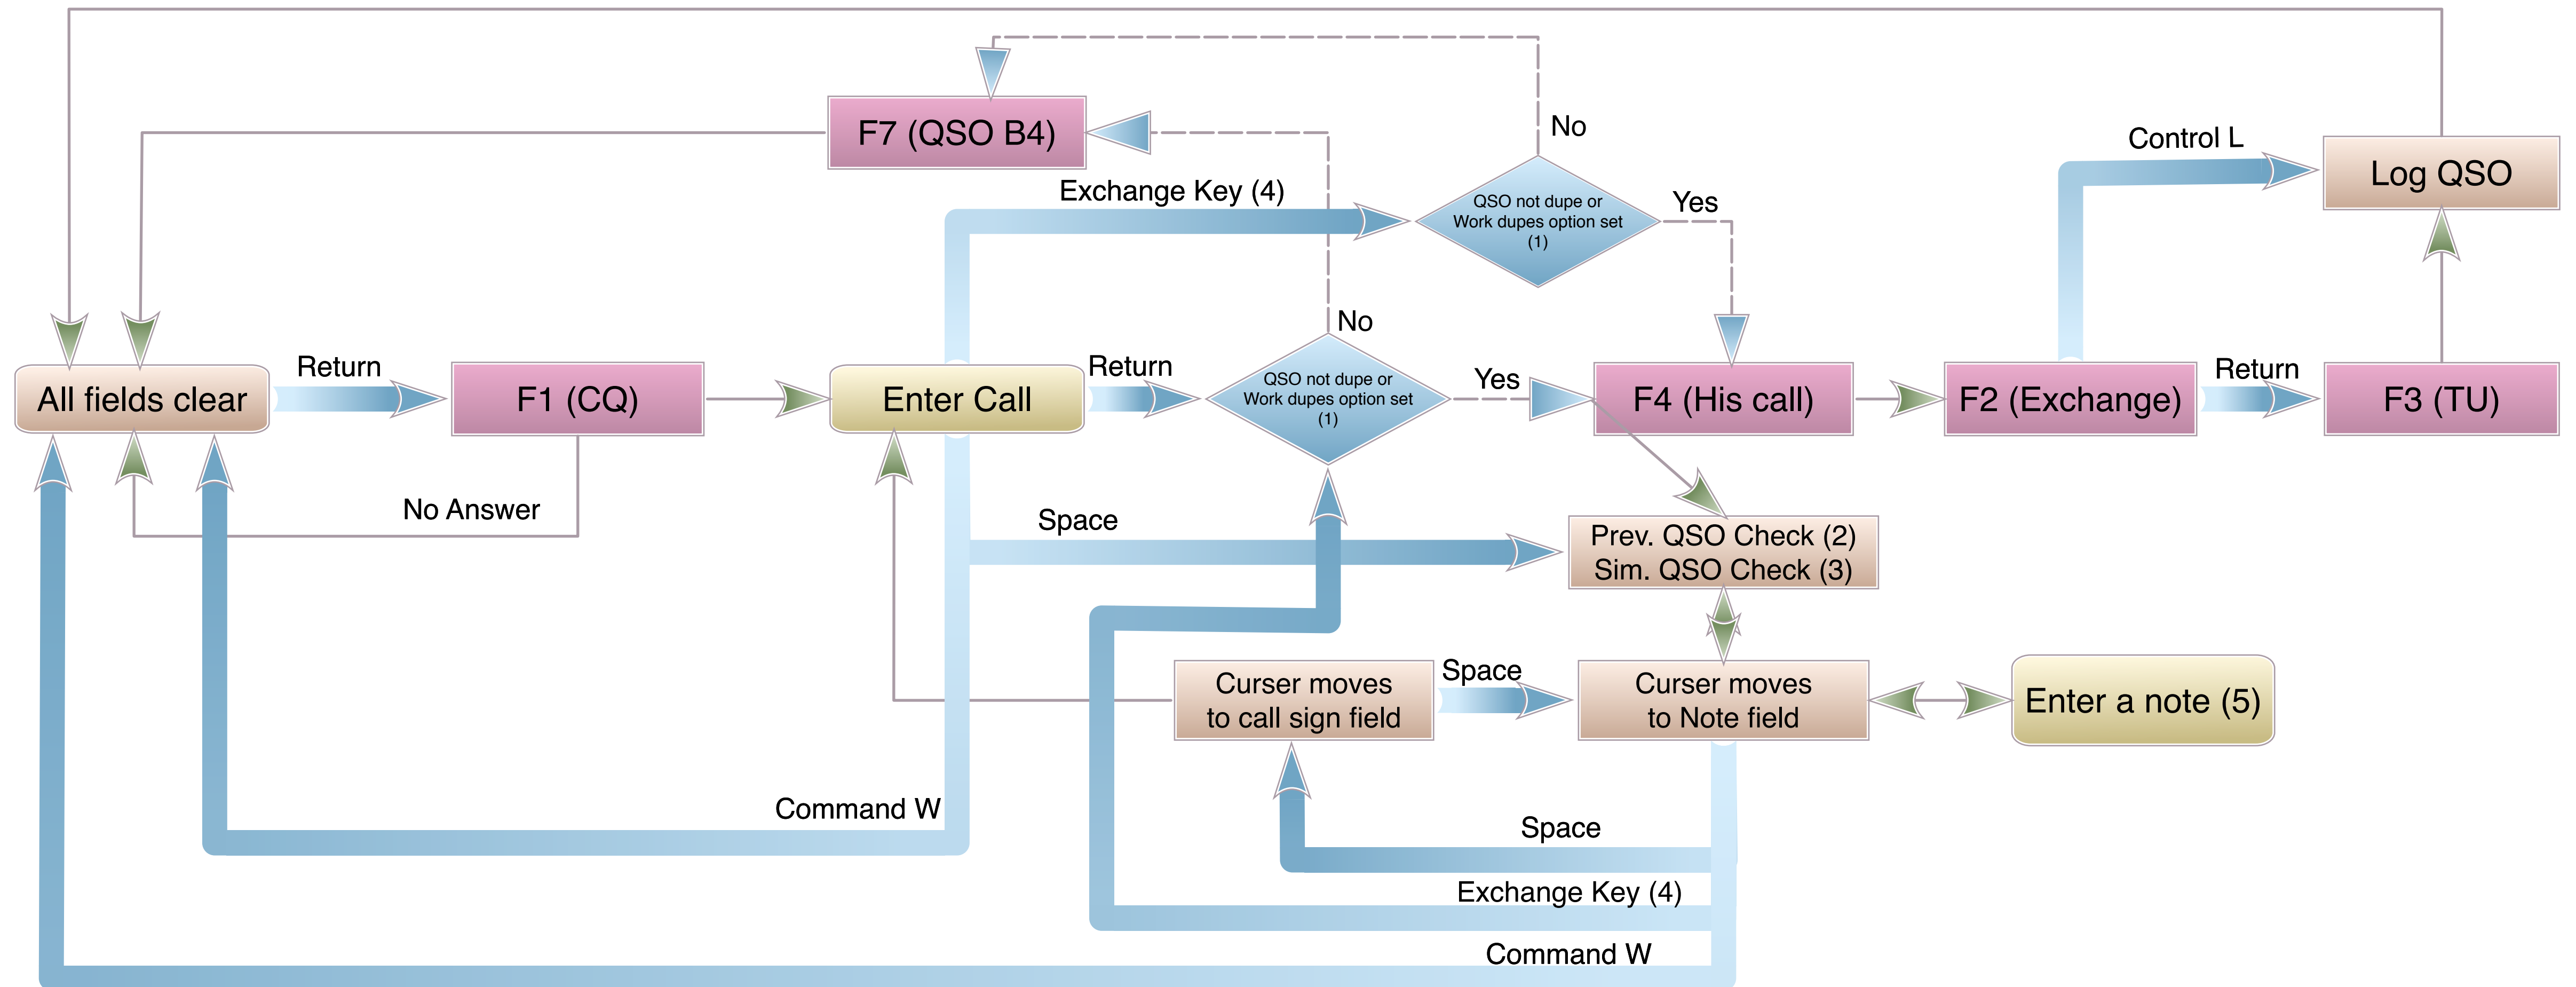 No
F7 (QSO B4)
Control L
Log QSO
Exchange Key (4)
QSO not dupe or
Work dupes option set
(1)
Yes
No
All fields clear
Return
F1 (CQ)
Enter Call
Return
QSO not dupe or
Work dupes option set
(1)
Yes
F4 (His call)
F2 (Exchange)
Return
F3 (TU)
No Answer
Space
Prev. QSO Check (2)
Sim. QSO Check (3)
Curser moves
to call sign field
Space
Curser moves
to Note field
Enter a note (5)
Command W
Space
Exchange Key (4)
Command W